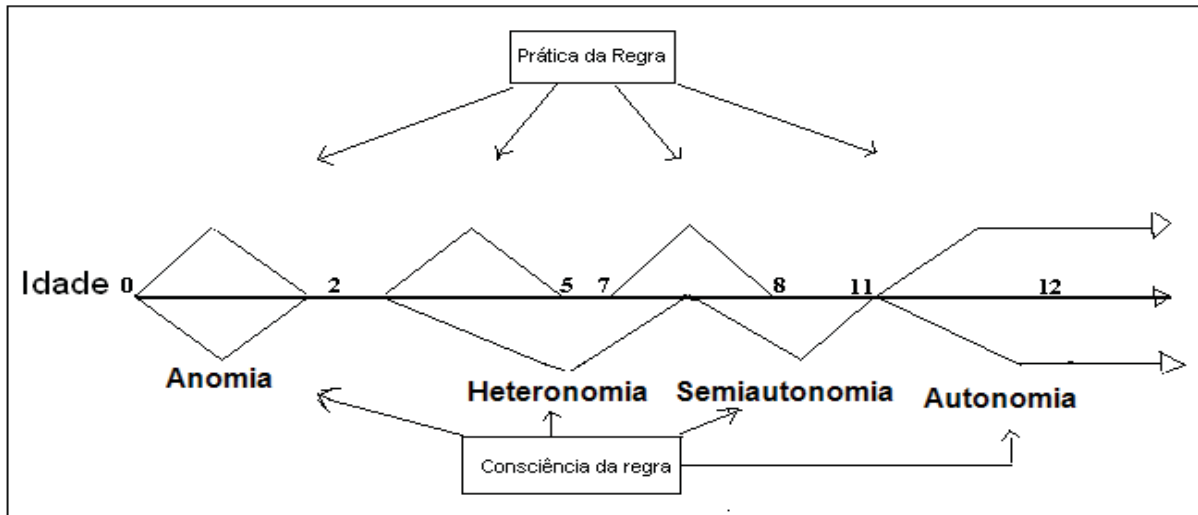 Prática da Regra
Idade 0 2 5 7 8 11 12
Anomia
Heteronomia Semiautonomia Autonomia
Consciência da regra